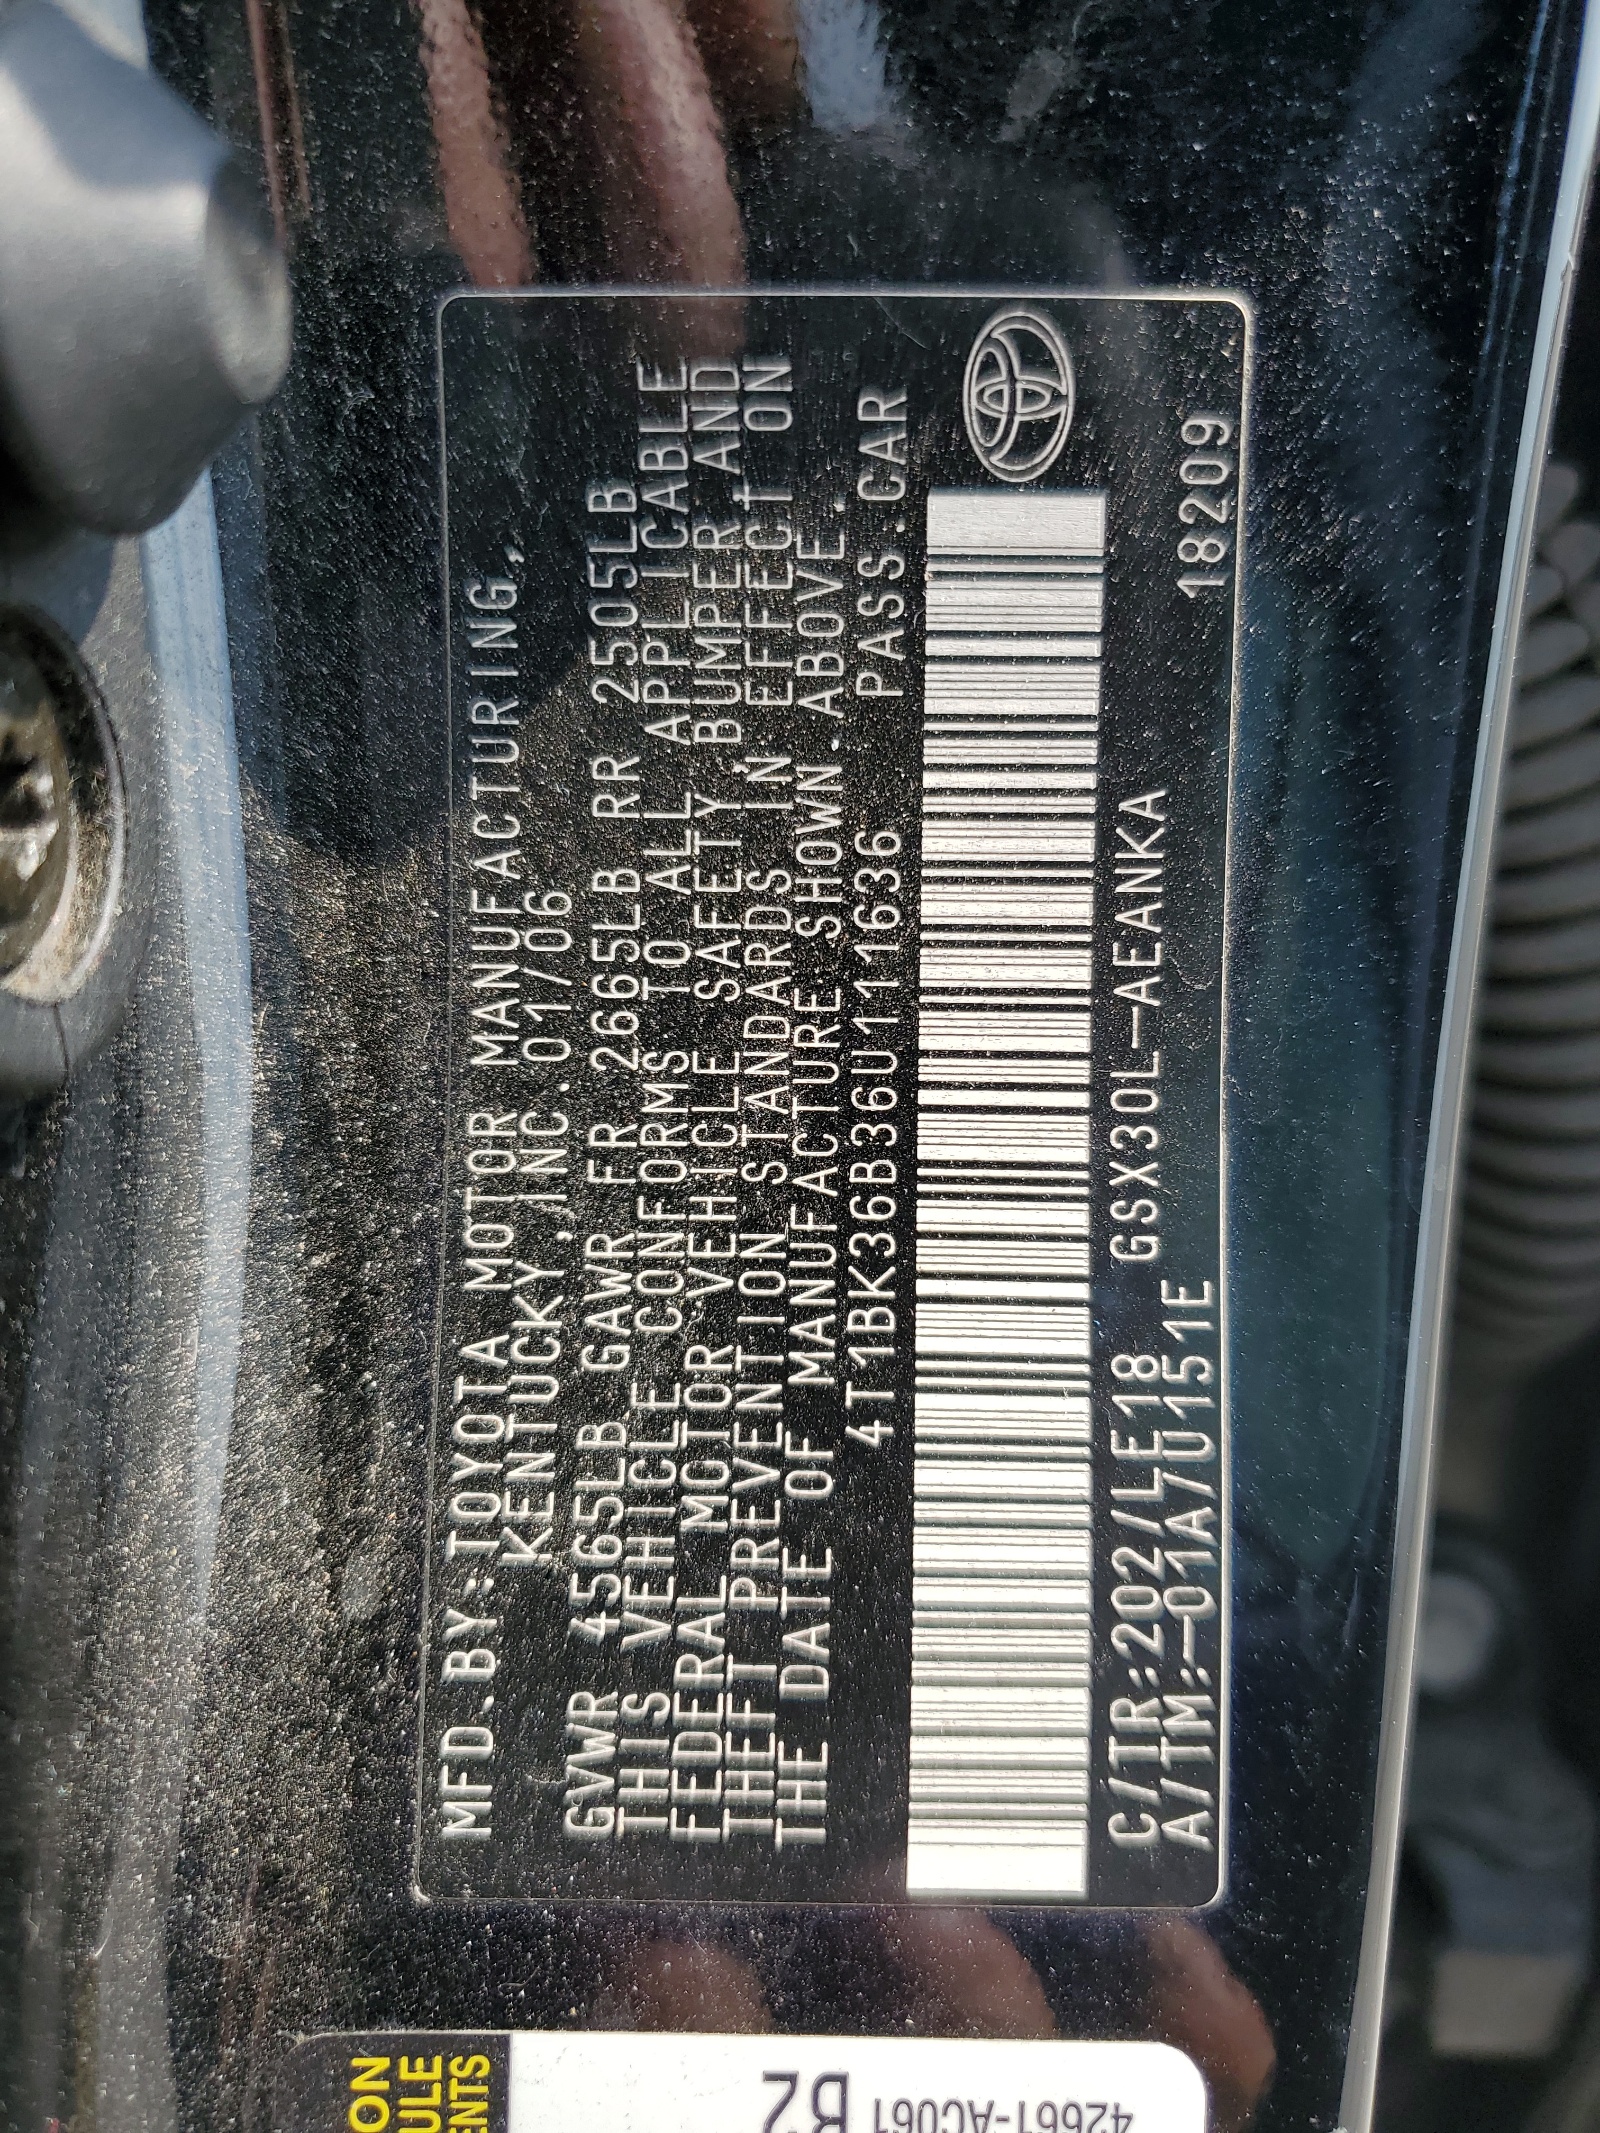 MFD.BY:TOYOTA MOTOR MANUFACTURING,
KENTUCKY,INC.01/06
GVWR 4565LB GAWR FR 2665LB RR 2505LB
THIS VEHICLE CONFORMS TO ALL APPLICABLE
FEDERAL MOTOR VEHICLE SAFETY BUMPER AND
THEFT PREVENTION STANDARDS IN EFFECT ON
THE DATE OF MANUFACTURE SHOWN ABOVE.
4T1BK36B36U111636 PASS.CAR
C/TR:202/LE18 GSX30L-AEANKA 18209
A/TM:-01A/U151E
42661-AC061
B2